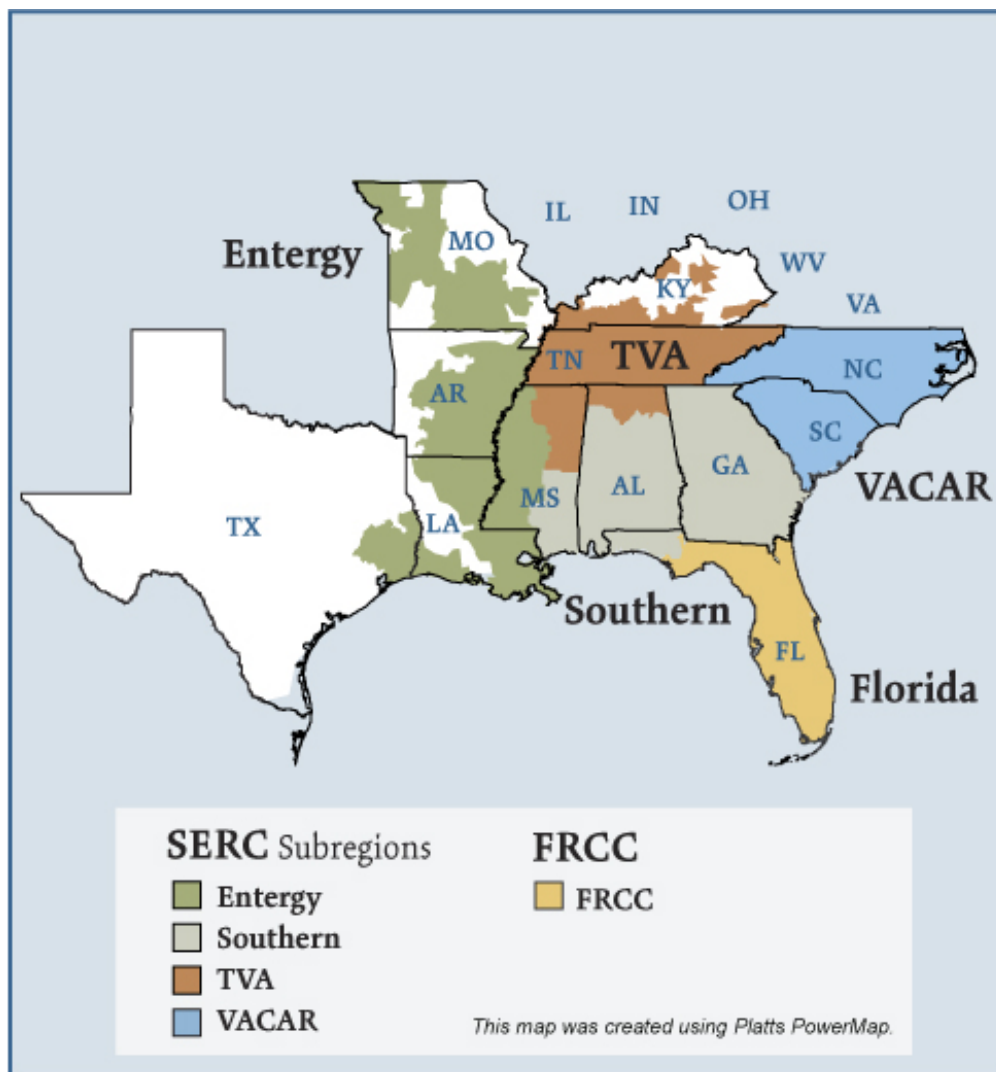 IL
IN
OH
MO
Entergy
WV
KY
VA
TN
TVA
NC
AR
SC
GA
AL
VACAR
MS
LA
TX
Southern
FL
Florida
SERC Subregions
Entergy
Southern
TVA
VACAR
FRCC
FRCC
This map was created using Platts PowerMap.